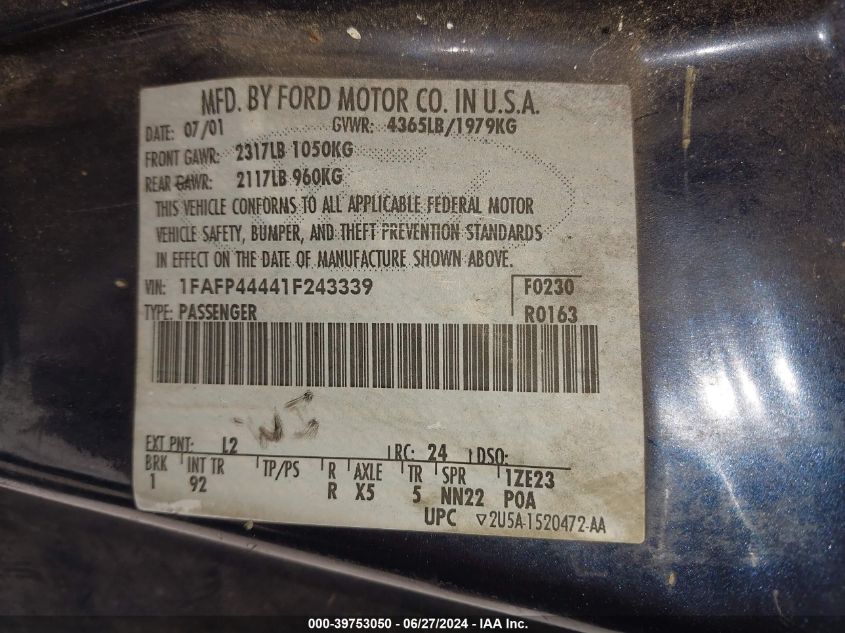 MFD. BY FORD MOTOR CO. IN U.S.A.
DATE: 07/01 GVWR: 4365LB/1979KG
FRONT GAWR: 2317LB 1050KG
REAR GAWR: 2117LB 960KG
THIS VEHICLE CONFORMS TO ALL APPLICABLE FEDERAL MOTOR
VEHICLE SAFETY, BUMPER, AND THEFT PREVENTION STANDARDS
IN EFFECT ON THE DATE OF MANUFACTURE SHOWN ABOVE.
VIN: 1FAFP44441F243339 F0230
TYPE: PASSENGER R0163
EXT PNT: L2 RC: 24 DSO:
BRK INT TR TP/PS R AXLE TR SPR 1ZE23
1 92 R X5 5 NN22 P0A
UPC ▽2U5A-1520472-AA
000-39753050 / 06/27/2024 - IAA Inc.